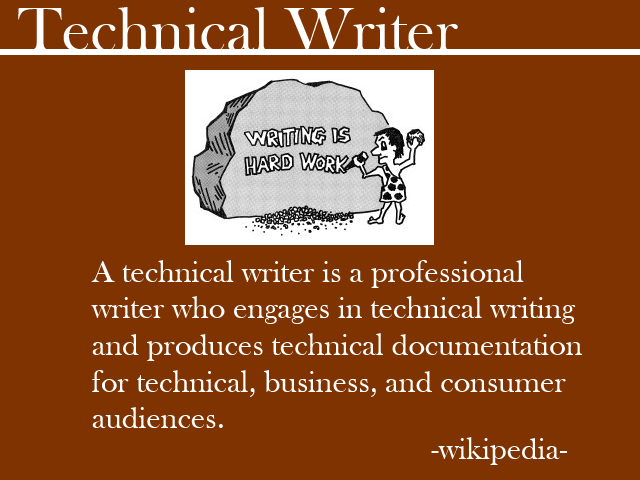 Technical Writer
WRITING IS
HARD WORK
A technical writer is a professional
writer who engages in technical writing
and produces technical documentation
for technical, business, and consumer
audiences.
-wikipedia-